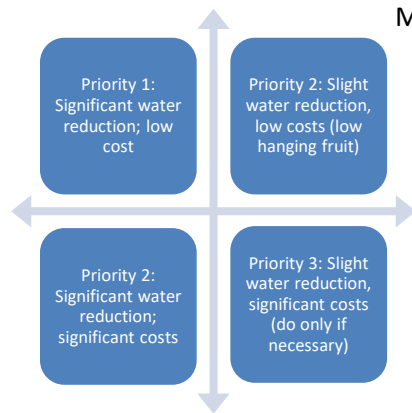 M
Priority 1:
Significant water
reduction; low
cost
Priority 2: Slight
water reduction,
low costs (low
hanging fruit)
Priority 2:
Significant water
reduction;
significant costs
Priority 3: Slight
water reduction,
significant costs
(do only if
necessary)